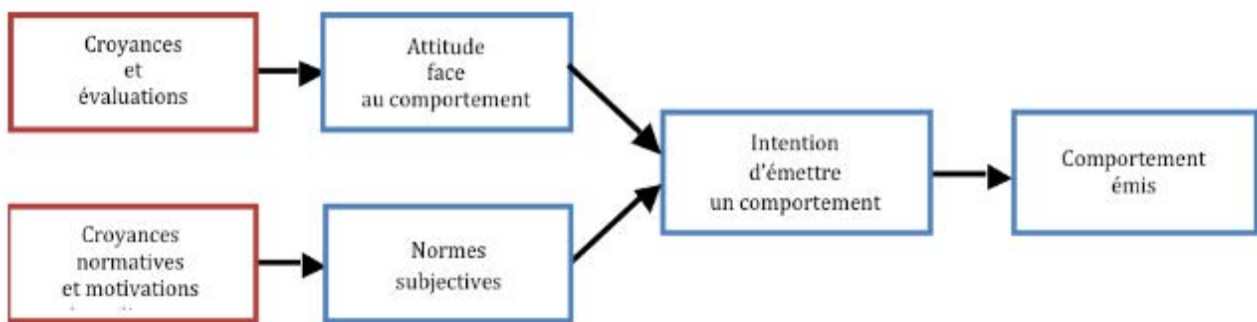 Croyances
et
évaluations
Attitude
face
au comportement
Intention
d'émettre
un comportement
Comportement
émis
Croyances
normatives
et motivations
Normes
subjectives